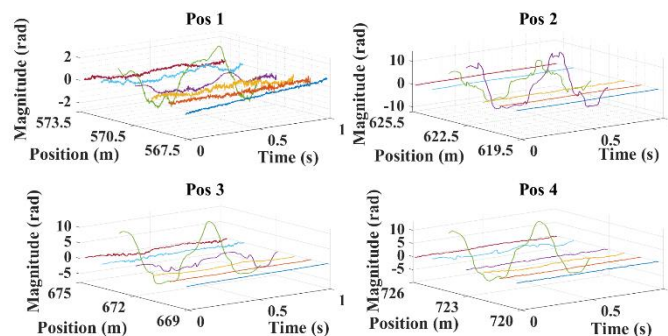 Pos 1
Magnitude (rad)
2
0
-2
573.5
570.5
567.5
Position (m)
0
0.5
1
Time (s)
Pos 2
Magnitude (rad)
10
0
-10
625.5
622.5
619.5
Position (m)
0
0.5
1
Time (s)
Pos 3
Magnitude (rad)
10
5
0
-5
675
672
669
Position (m)
0
0.5
1
Time (s)
Pos 4
Magnitude (rad)
10
5
0
-5
726
723
720
Position (m)
0
0.5
1
Time (s)